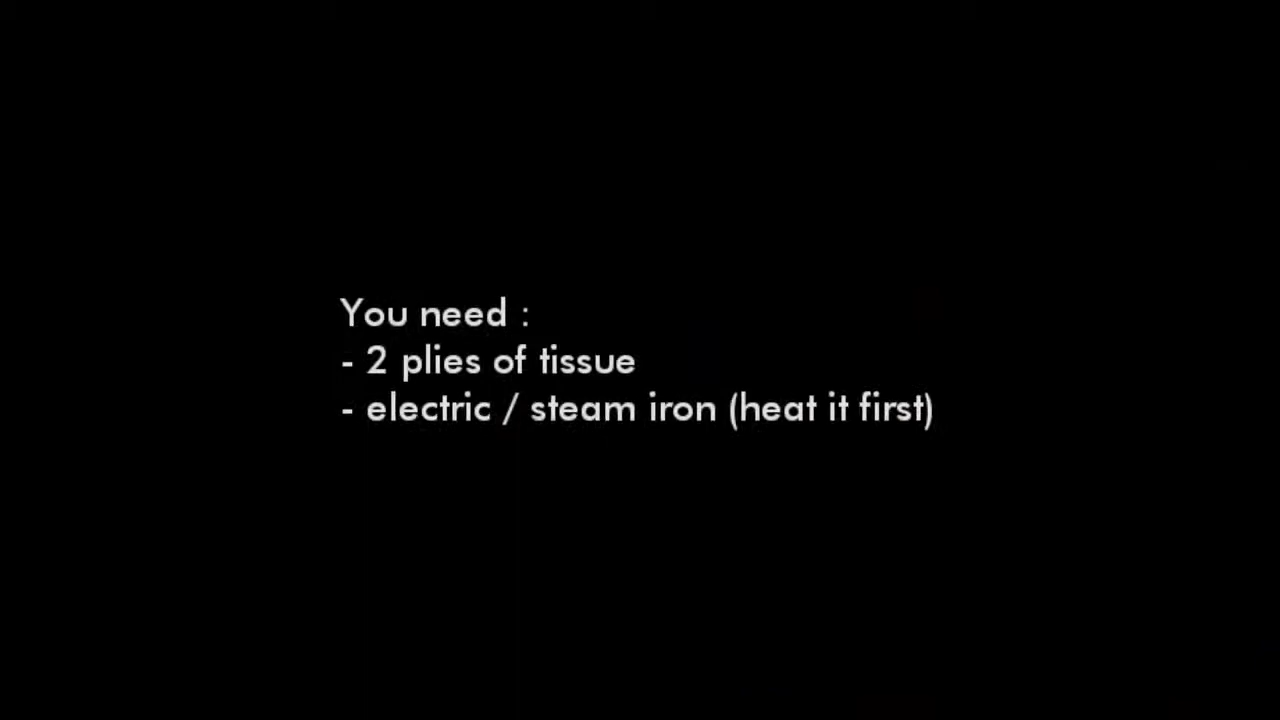 You need :
- 2 plies of tissue
- electric / steam iron (heat it first)